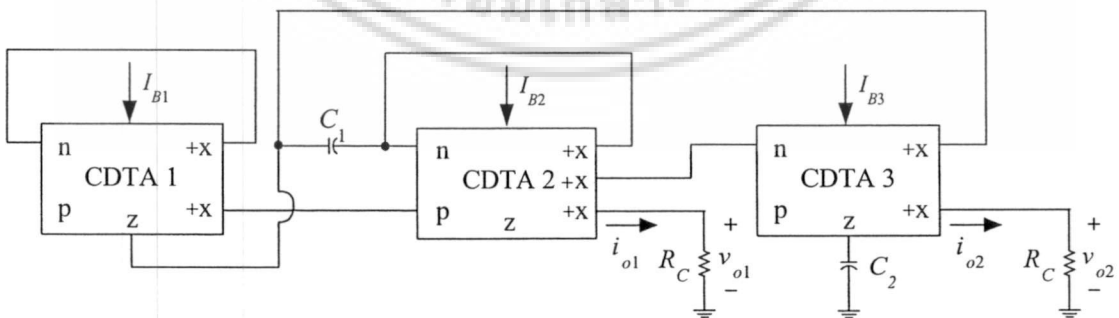 I_B1
I_B2
I_B3
C_1
n +x
CDTA 1
p z +x
n +x
CDTA 2 +x
p z +x
n +x
CDTA 3
p z +x
i_o1
R_C
+
v_o1
−
C_2
i_o2
R_C
+
v_o2
−